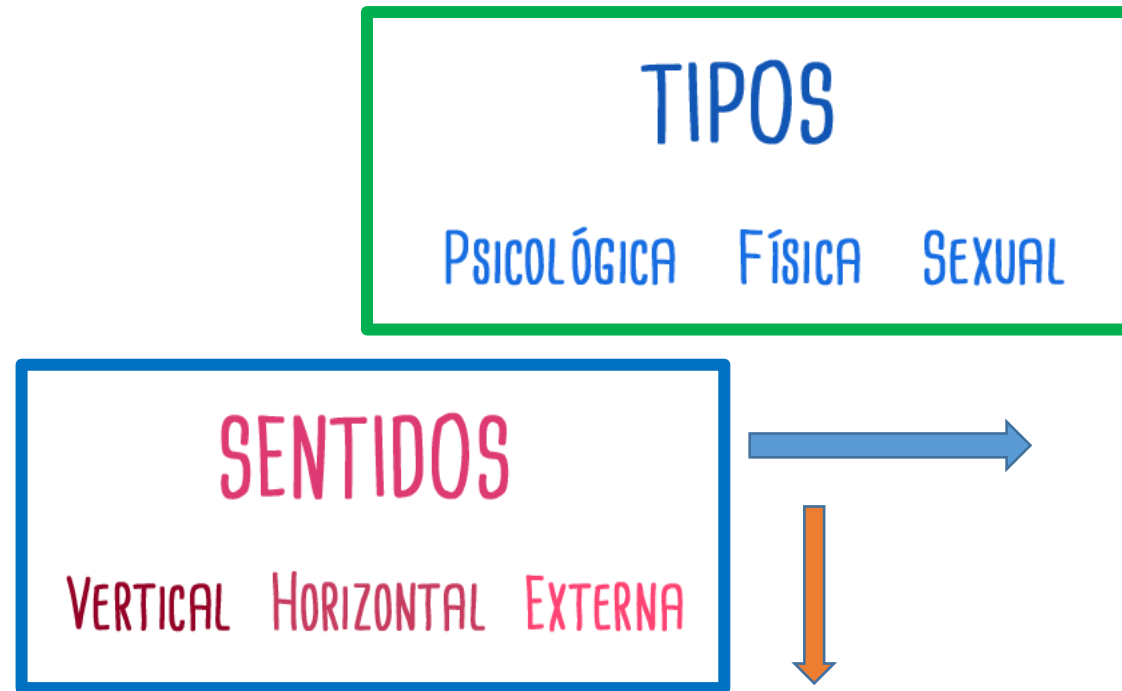 TIPOS
PSICOLÓGICA FÍSICA SEXUAL
SENTIDOS
VERTICAL HORIZONTAL EXTERNA